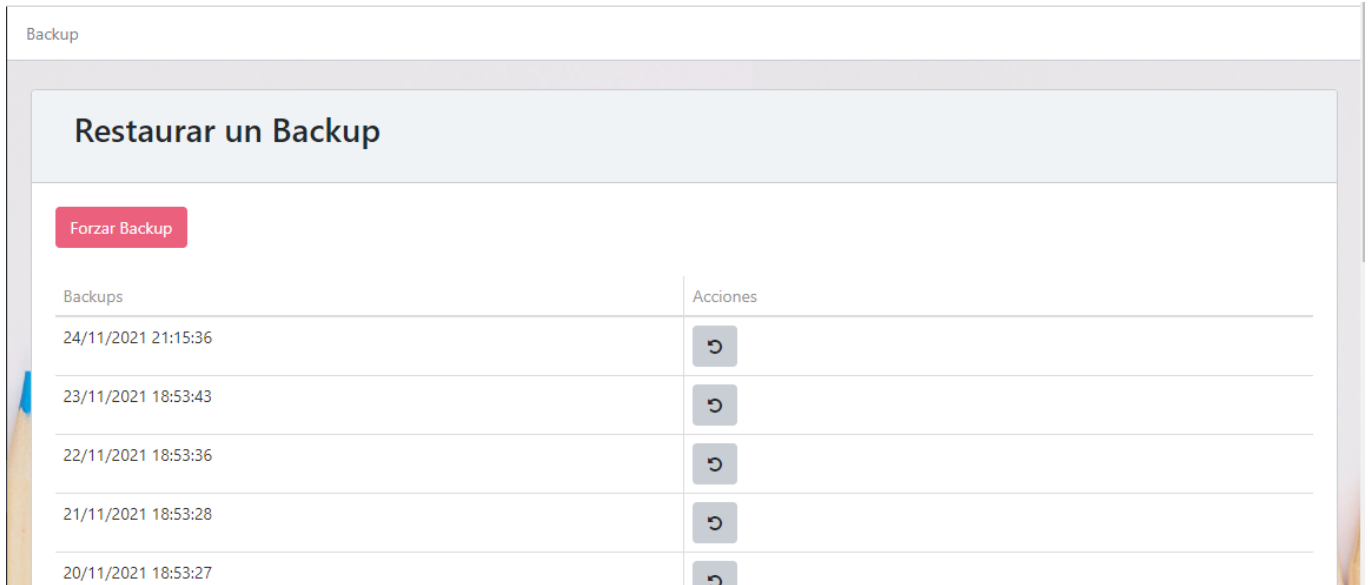 Backup
Restaurar un Backup
Forzar Backup
Backups Acciones
24/11/2021 21:15:36
23/11/2021 18:53:43
22/11/2021 18:53:36
21/11/2021 18:53:28
20/11/2021 18:53:27